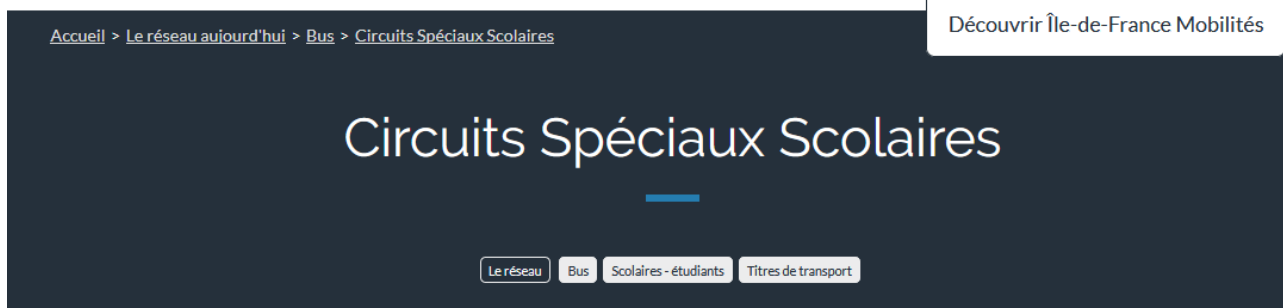 Découvrir Île-de-France Mobilités
Accueil > Le réseau aujourd'hui > Bus > Circuits Spéciaux Scolaires
Circuits Spéciaux Scolaires
Le réseau Bus Scolaires - étudiants Titres de transport